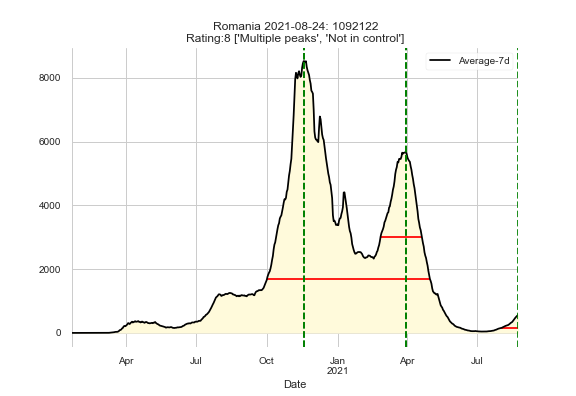 Romania 2021-08-24: 1092122
Rating:8 ['Multiple peaks', 'Not in control']
Average-7d
8000
6000
4000
2000
0
Apr Jul Oct Jan Apr Jul
2021
Date